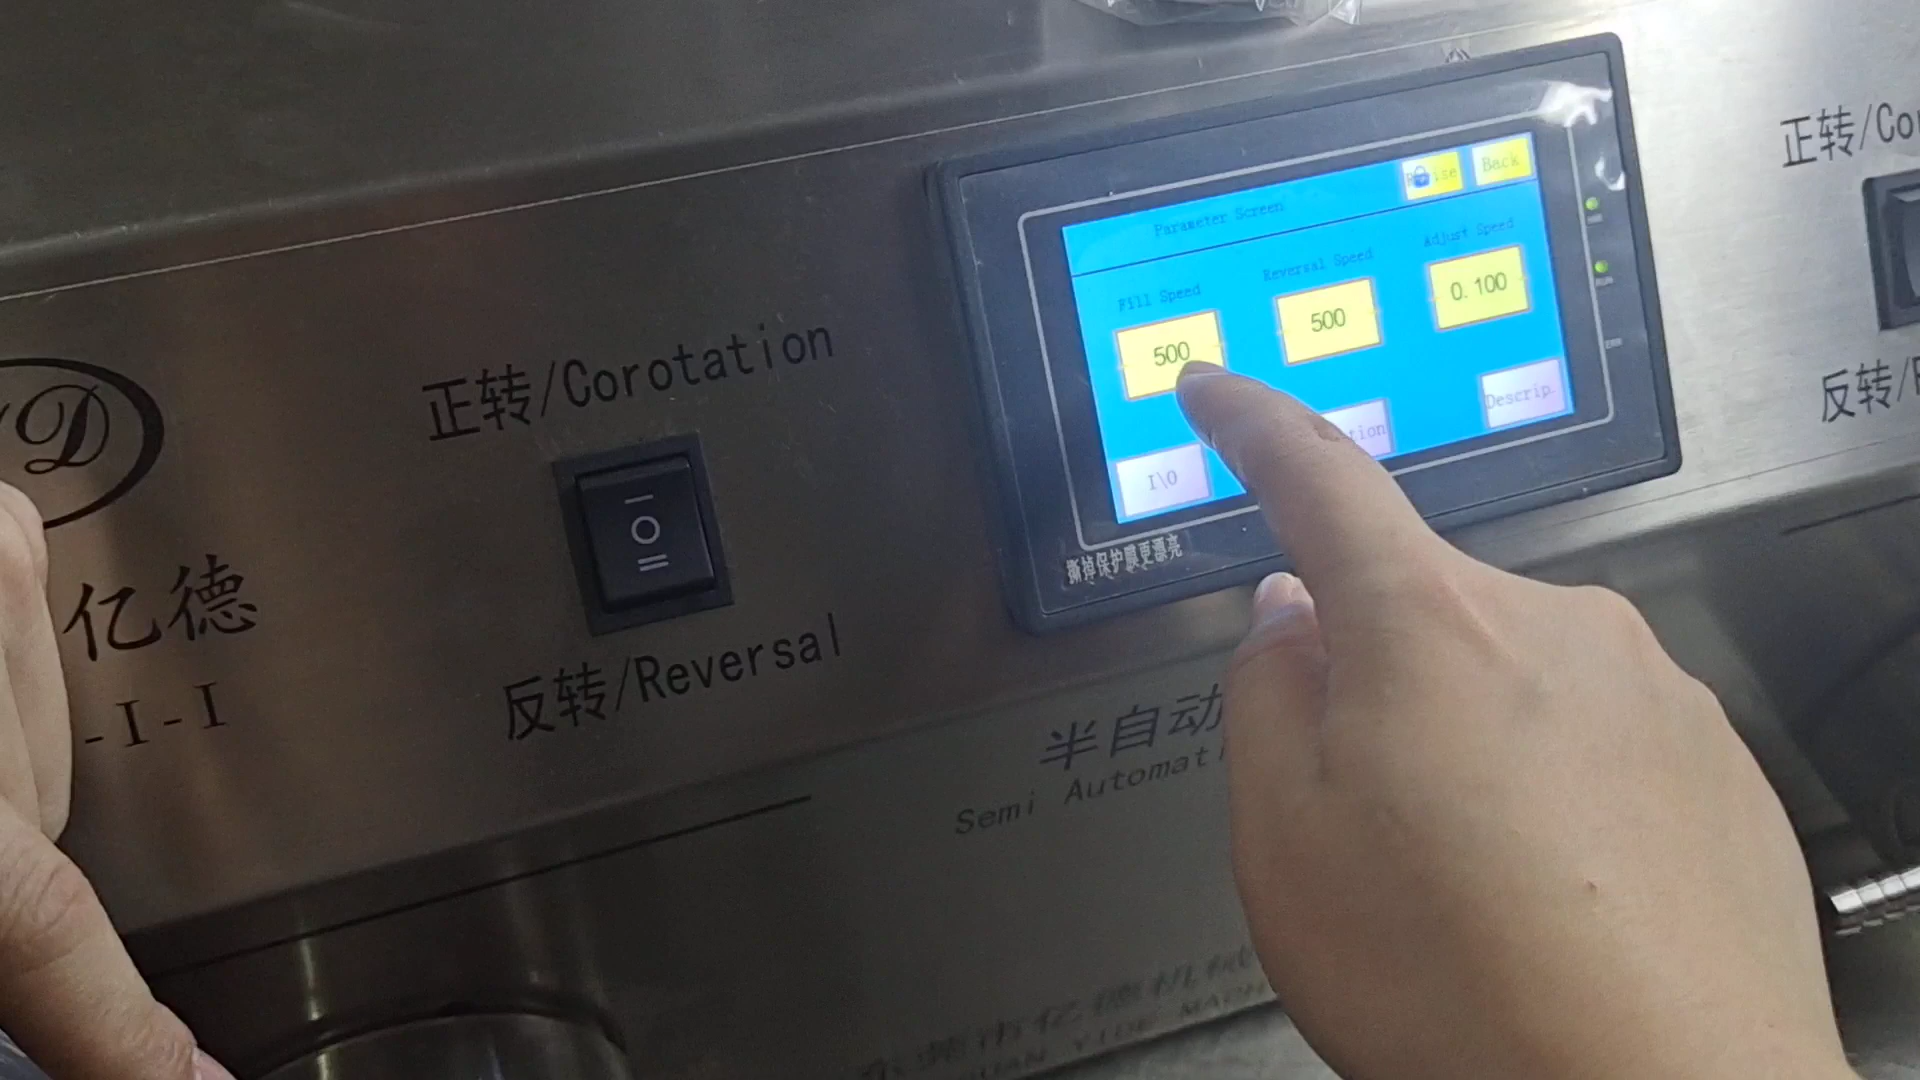 正转/Corotation
反转/Reversal
亿德
-I-I
Parameter Screen
Back
Fill Speed
Reversal Speed
Adjust Speed
500
500
0.100
I\O
Descrip.
撕掉保护膜更漂亮
半自动
Semi Automati
正转/Co
反转/